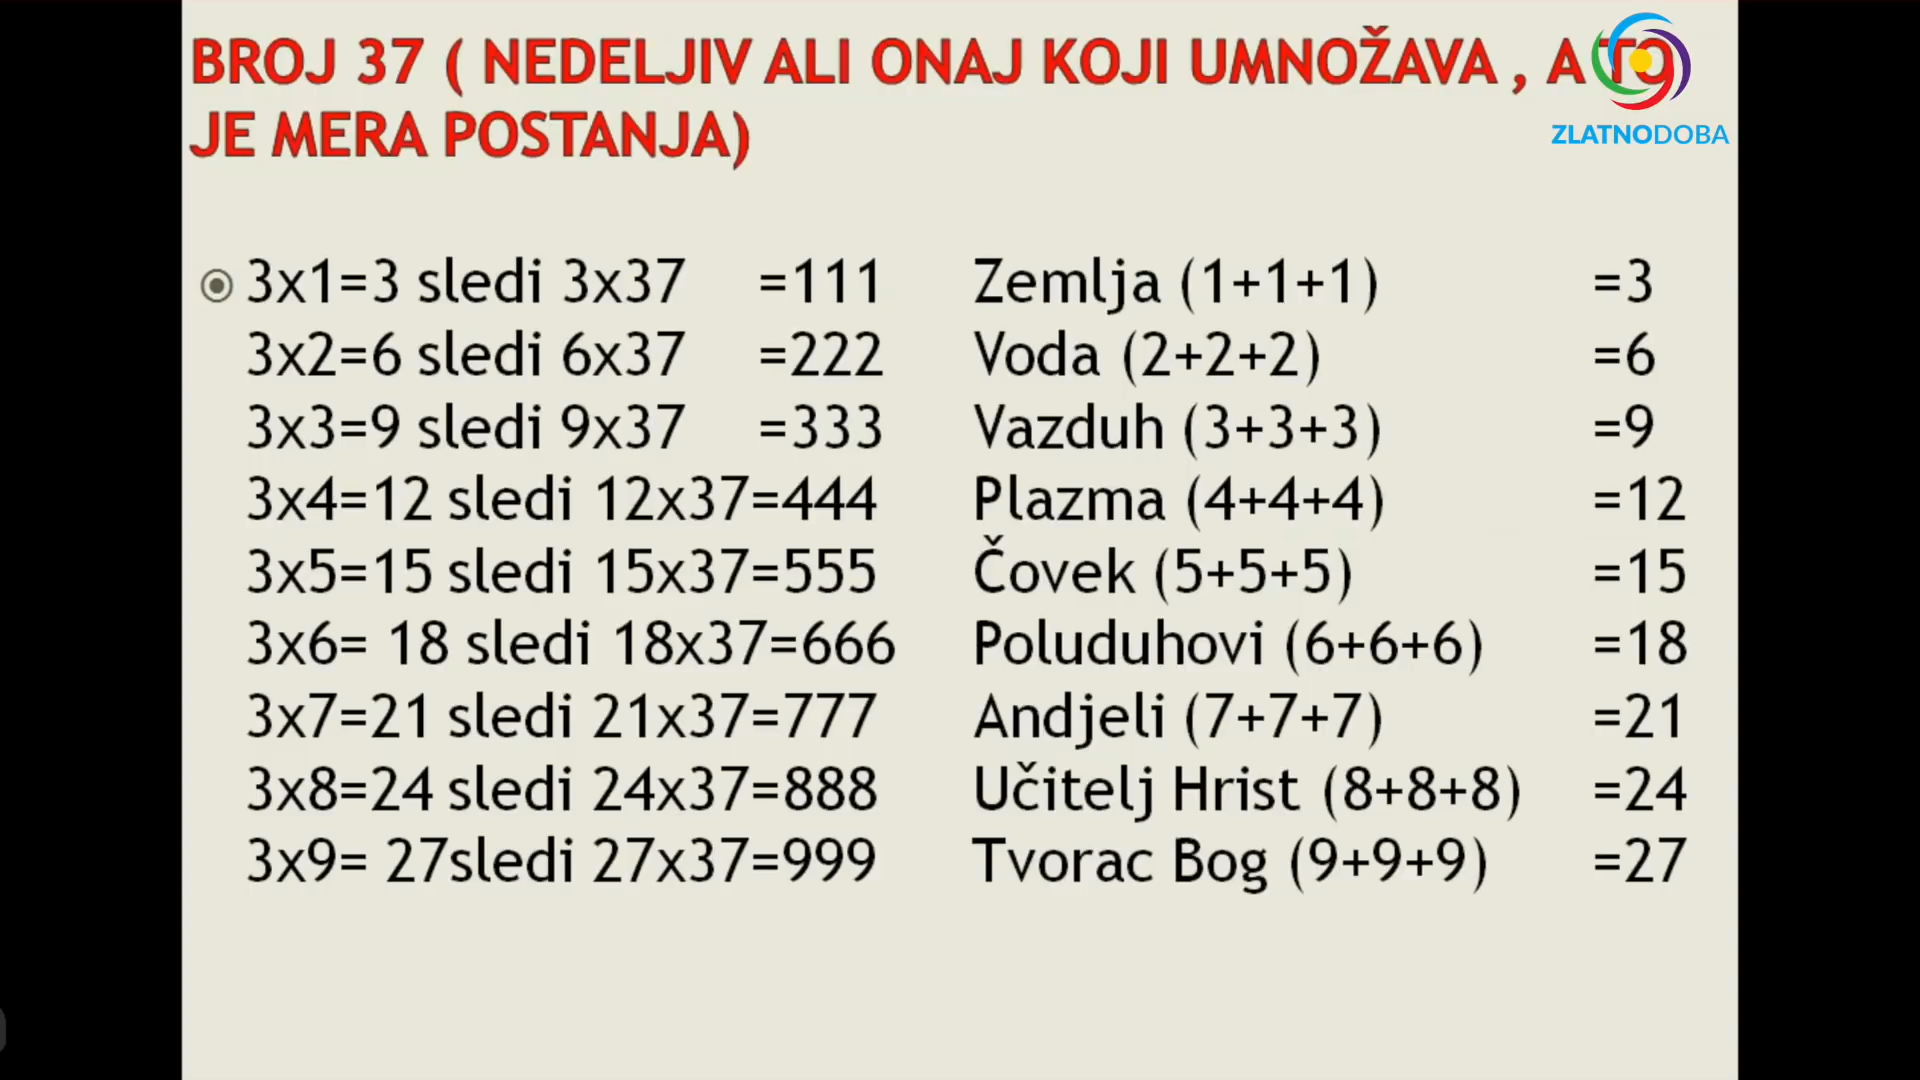 BROJ 37 ( NEDELJIV ALI ONAJ KOJI UMNOŽAVA , A TO
JE MERA POSTANJA)
ZLATNODOBA
3x1=3 sledi 3x37 =111 Zemlja (1+1+1) =3
3x2=6 sledi 6x37 =222 Voda (2+2+2) =6
3x3=9 sledi 9x37 =333 Vazduh (3+3+3) =9
3x4=12 sledi 12x37=444 Plazma (4+4+4) =12
3x5=15 sledi 15x37=555 Čovek (5+5+5) =15
3x6= 18 sledi 18x37=666 Poluduhovi (6+6+6) =18
3x7=21 sledi 21x37=777 Andjeli (7+7+7) =21
3x8=24 sledi 24x37=888 Učitelj Hrist (8+8+8) =24
3x9= 27sledi 27x37=999 Tvorac Bog (9+9+9) =27